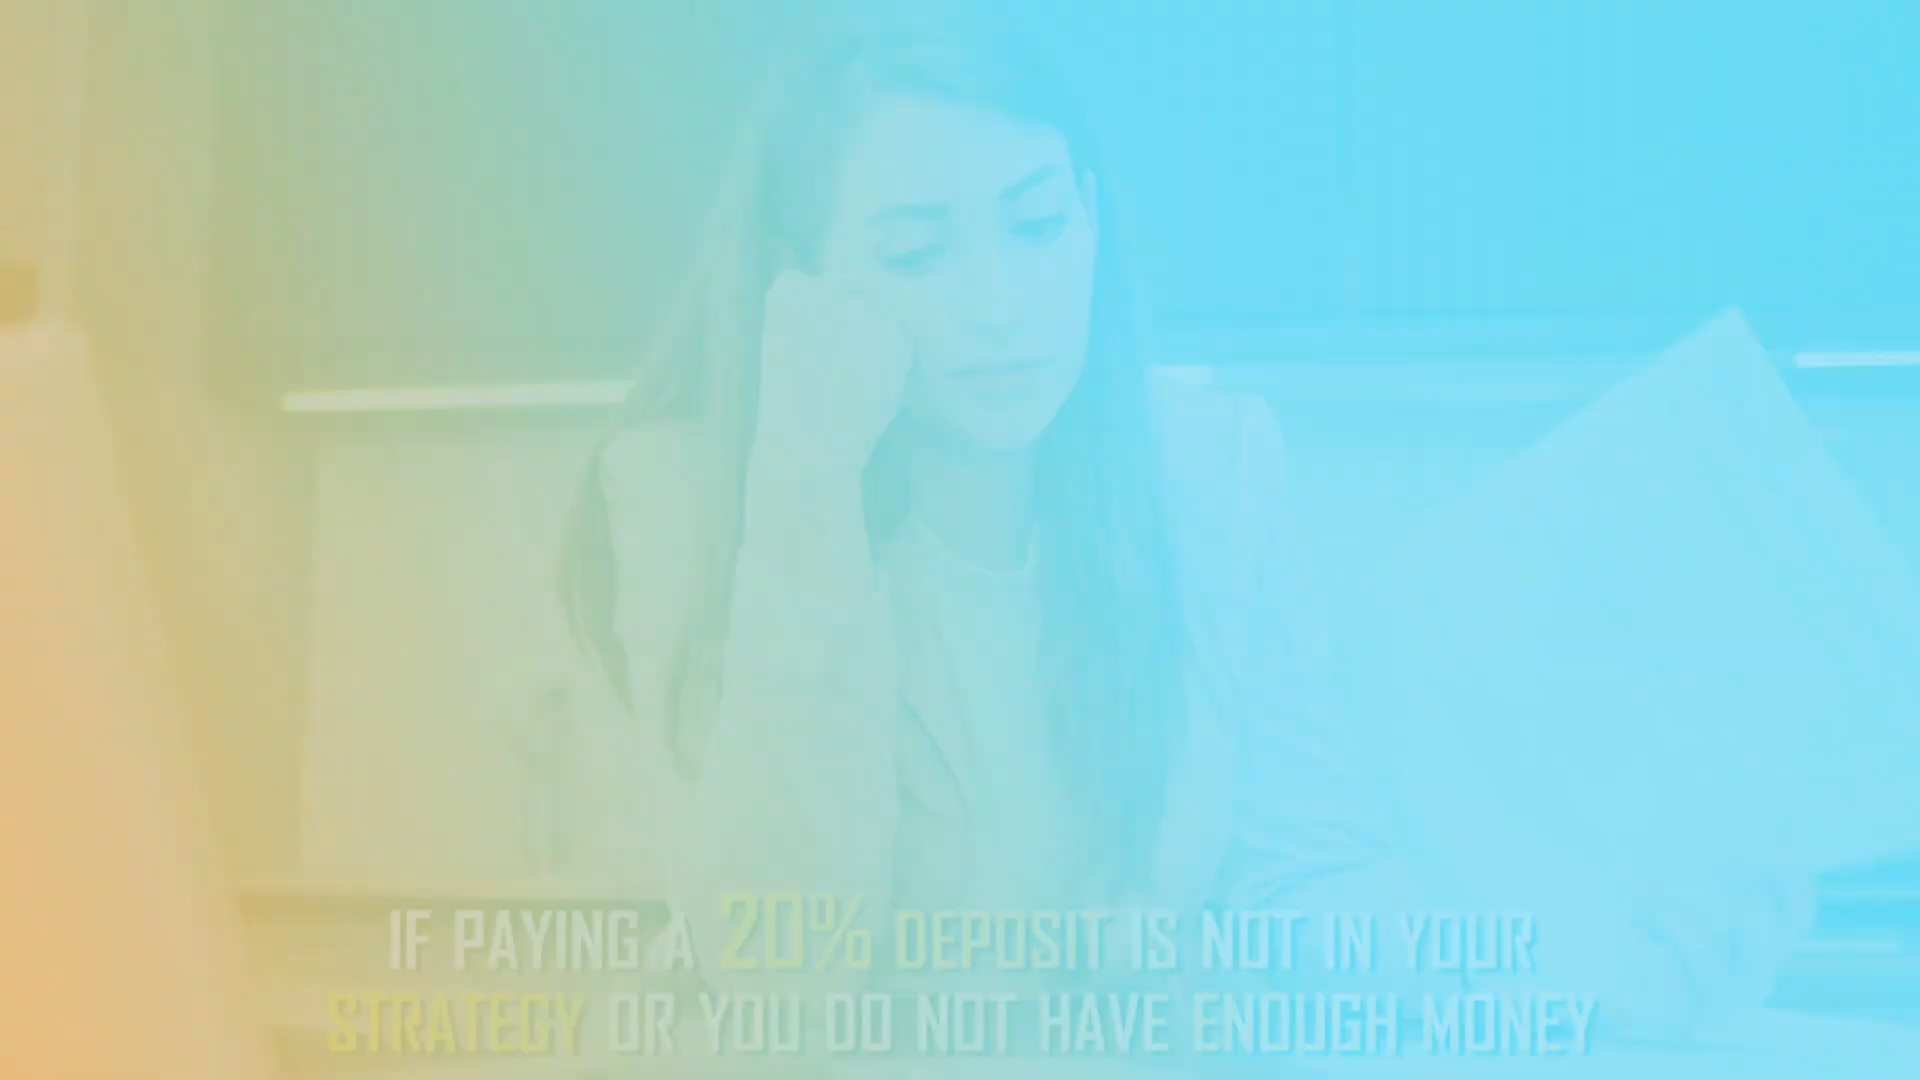 IF PAYING A 20% DEPOSIT IS NOT IN YOUR
STRATEGY OR YOU DO NOT HAVE ENOUGH MONEY